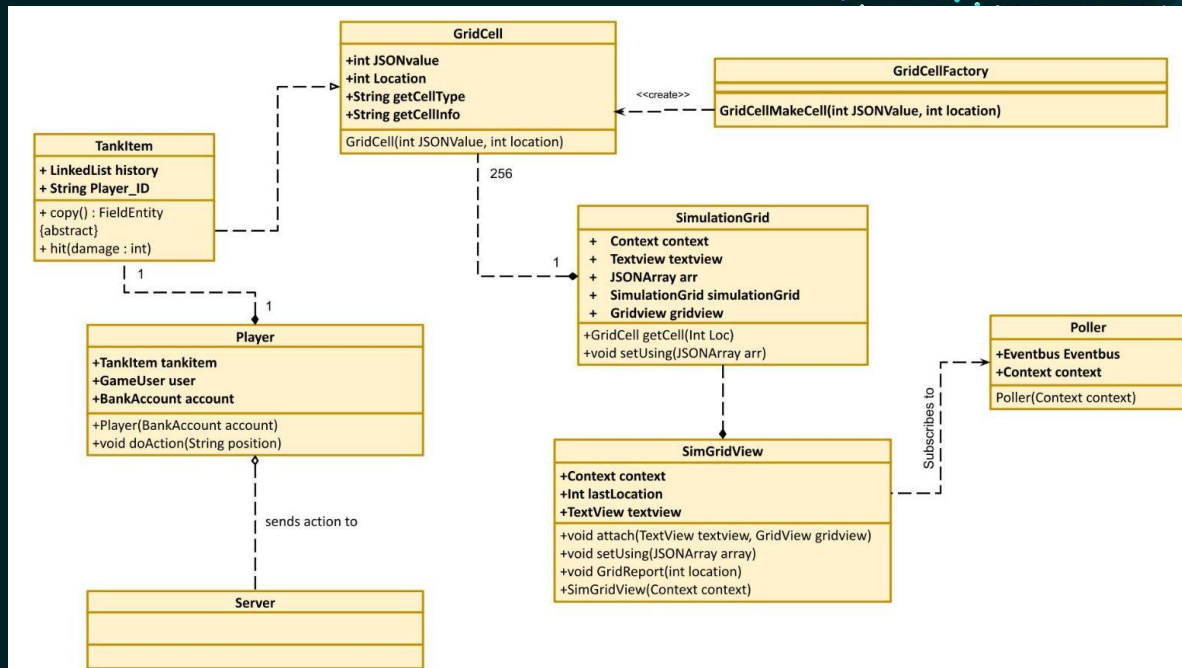 GridCell
+int JSONvalue
+int Location
+String getCellType
+String getCellInfo
GridCell(int JSONValue, int location)
<<create>>
GridCellFactory
GridCellMakeCell(int JSONValue, int location)
TankItem
+ LinkedList history
+ String Player_ID
+ copy() : FieldEntity
{abstract}
+ hit(damage : int)
256
1
1
1
SimulationGrid
+ Context context
+ Textview textview
+ JSONArray arr
+ SimulationGrid simulationGrid
+ Gridview gridview
+GridCell getCell(Int Loc)
+void setUsing(JSONArray arr)
Player
+TankItem tankitem
+GameUser user
+BankAccount account
+Player(BankAccount account)
+void doAction(String position)
Poller
+Eventbus Eventbus
+Context context
Poller(Context context)
Subscribes to
SimGridView
+Context context
+Int lastLocation
+TextView textview
+void attach(TextView textview, GridView gridview)
+void setUsing(JSONArray array)
+void GridReport(int location)
+SimGridView(Context context)
sends action to
Server